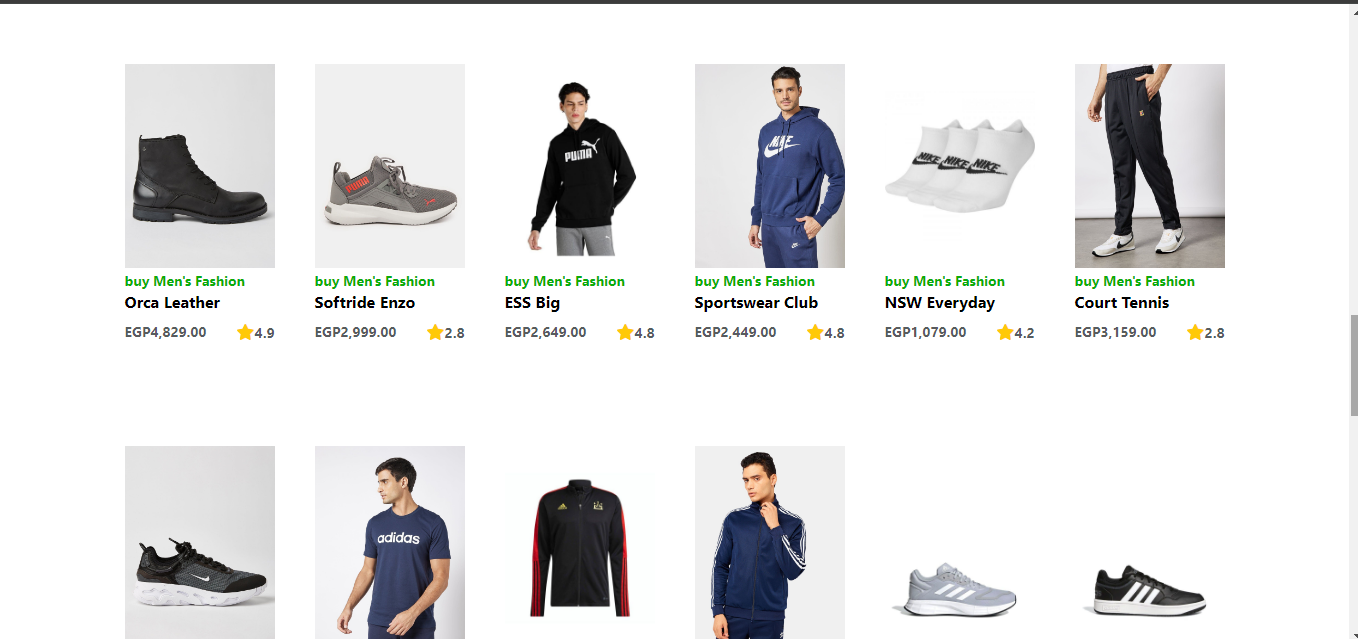 PUMA
PUMA
NIKE
NIKE NIKE NIKE
buy Men's Fashion
buy Men's Fashion
buy Men's Fashion
buy Men's Fashion
buy Men's Fashion
buy Men's Fashion
Orca Leather
Softride Enzo
ESS Big
Sportswear Club
NSW Everyday
Court Tennis
EGP4,829.00 4.9
EGP2,999.00 2.8
EGP2,649.00 4.8
EGP2,449.00 4.8
EGP1,079.00 4.2
EGP3,159.00 2.8
adidas